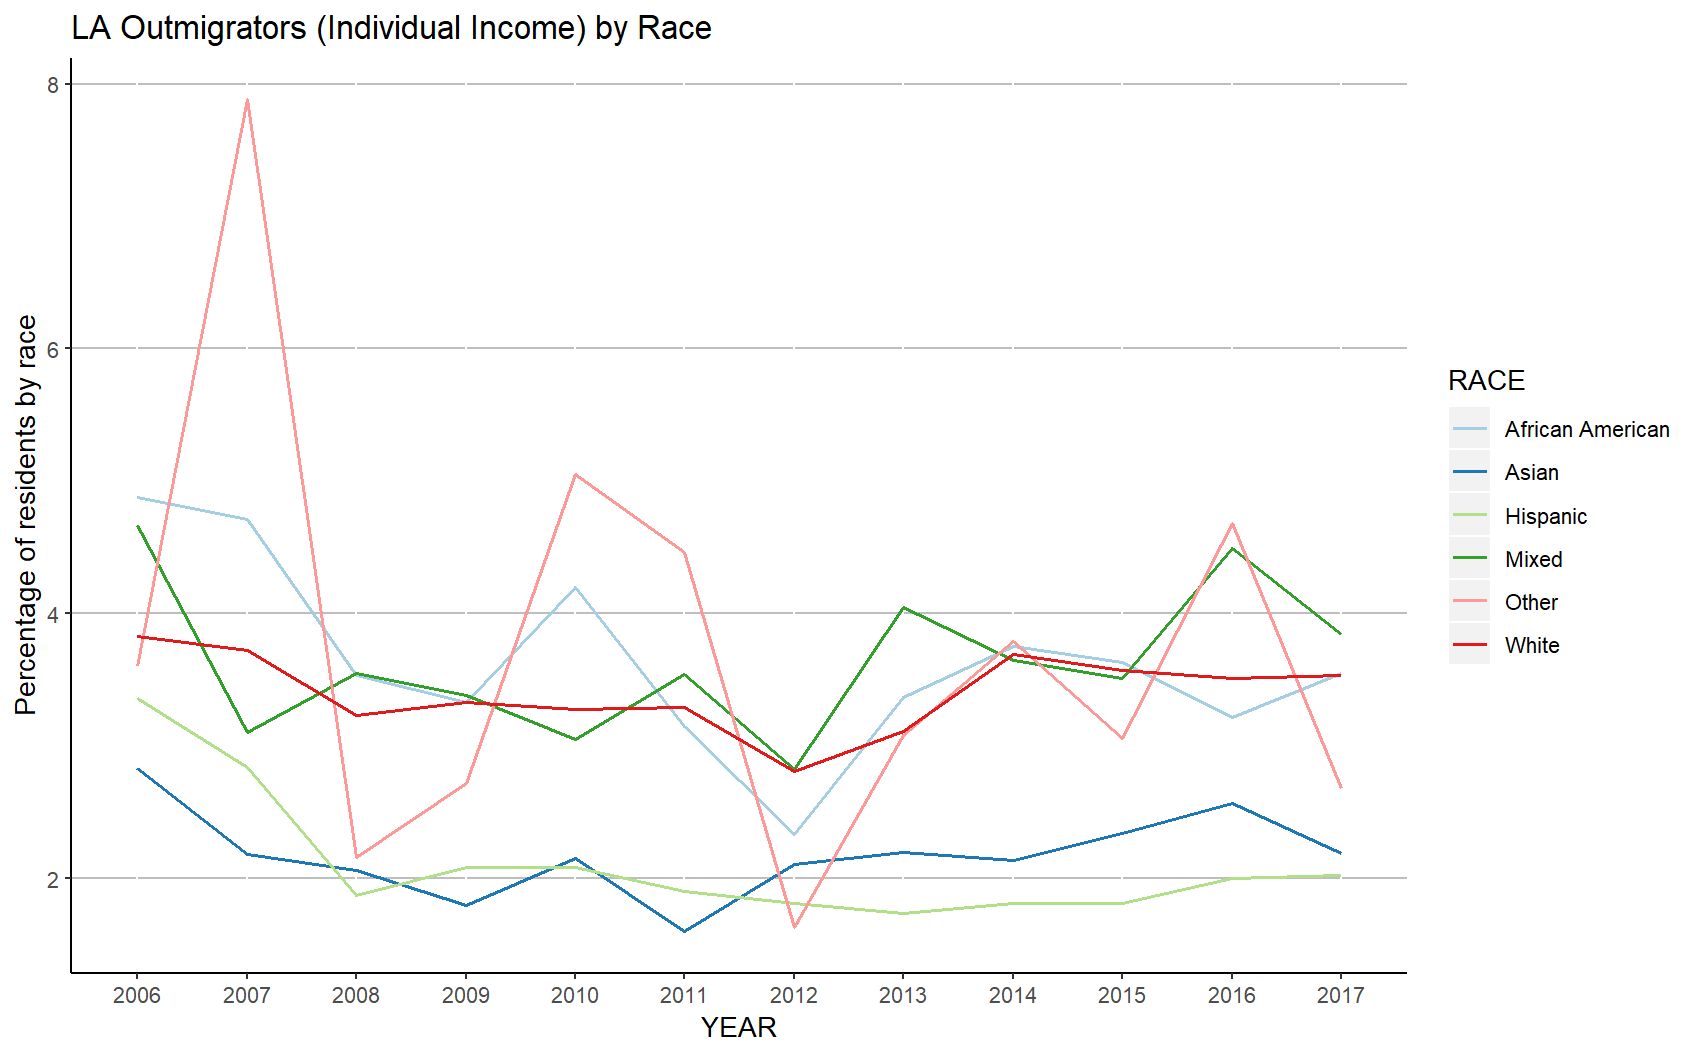 LA Outmigrators (Individual Income) by Race
Percentage of residents by race
8
6
4
2
2006 2007 2008 2009 2010 2011 2012 2013 2014 2015 2016 2017
YEAR
RACE
African American
Asian
Hispanic
Mixed
Other
White